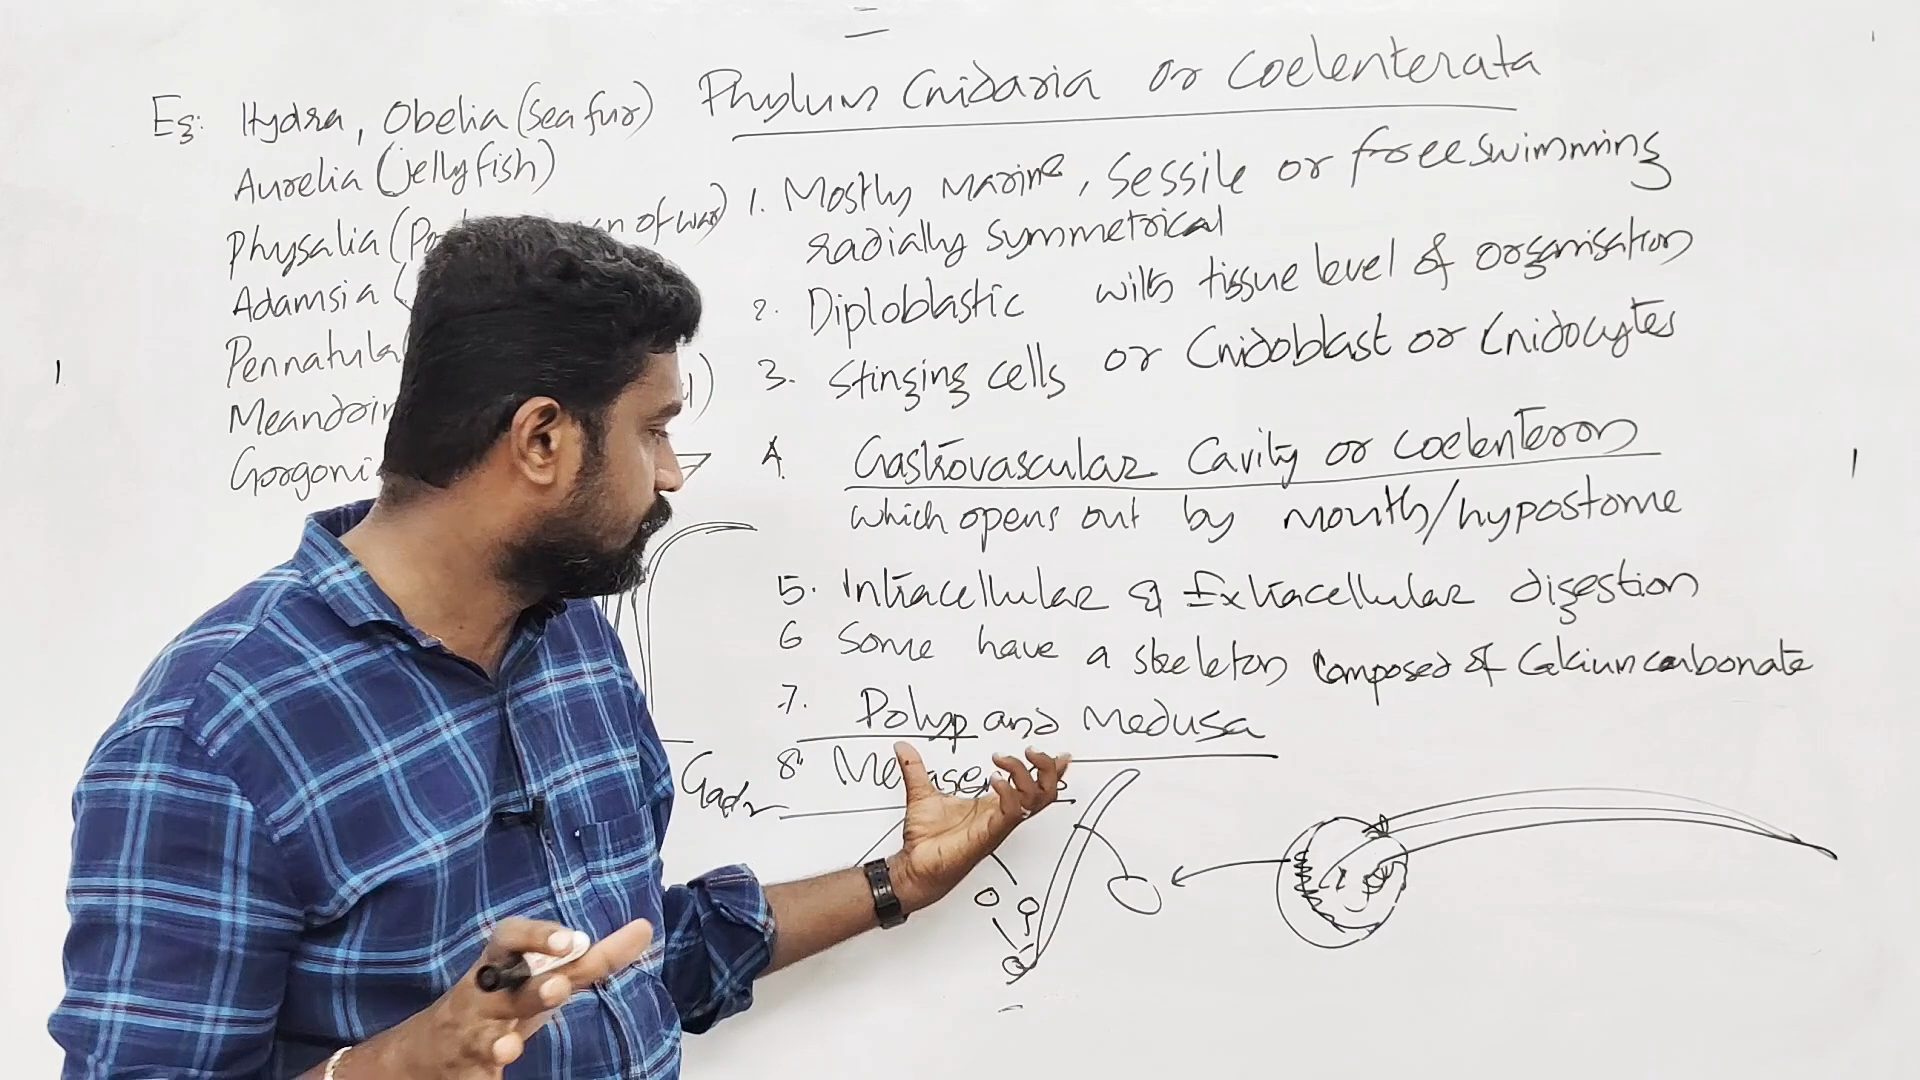 Phylum Cnidaria or Coelenterata
Eg: Hydra, Obelia (Sea fur)
Aurelia (Jelly fish)
Physalia ( of war)
Adamsia (
1. Mostly marine, Sessile or freeswimming
radially symmetrical
2. Diploblastic with tissue level of organisation
3. Stinging cells or Cnidoblast or Cnidocytes
4. Gastrovascular Cavity or Coelenteron
which opens out by mouth/hypostome
5. Intracellular & Extracellular digestion
6 Some have a skeleton composed of Calcium carbonate
7. Polyp and Medusa
8.